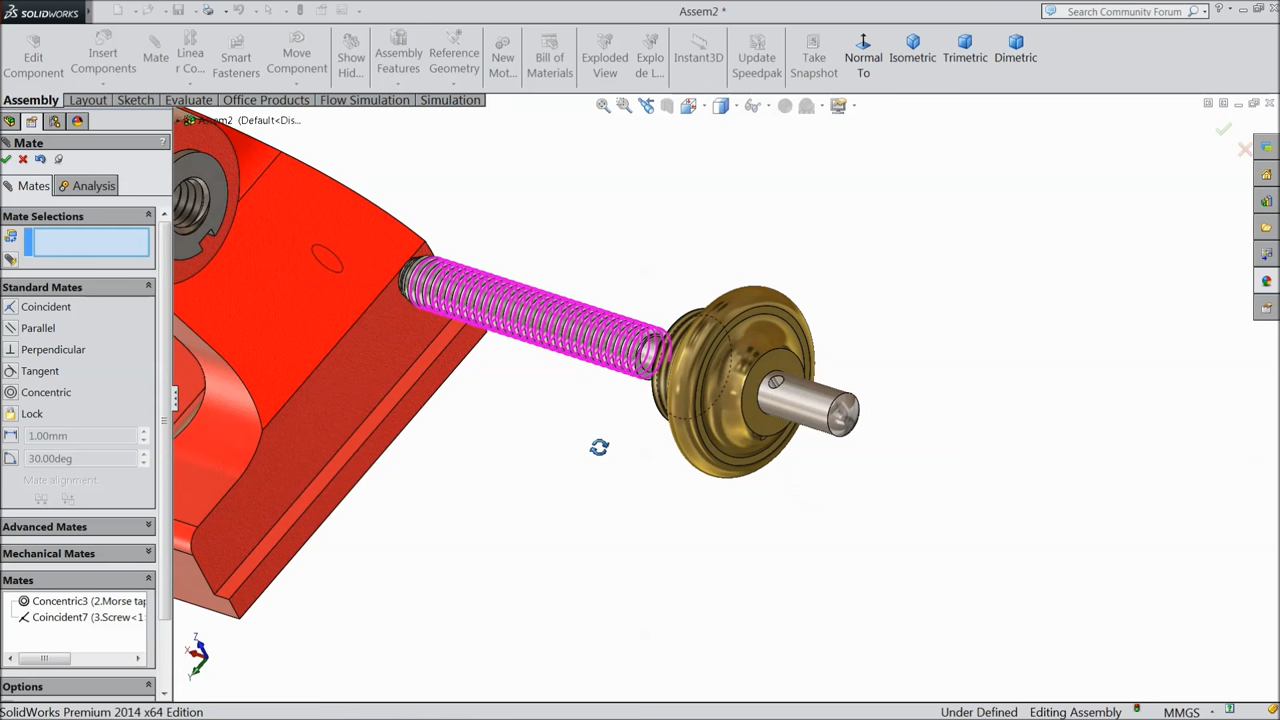 SOLIDWORKS
Assem2 *
Search Community Forum
Edit Component
Insert Components
Mate
Linea r Co...
Smart Fasteners
Move Component
Show Hid...
Assembly Features
Reference Geometry
New Mot...
Bill of Materials
Exploded View
Explo de L...
Instant3D
Update Speedpak
Take Snapshot
Normal To
Isometric
Trimetric
Dimetric
Assembly Layout Sketch Evaluate Office Products Flow Simulation Simulation
Assem2 (Default<Dis...
Mate ?
Mates Analysis
Mate Selections
Standard Mates
Coincident
Parallel
Perpendicular
Tangent
Concentric
Lock
1.00mm
30.00deg
Mate alignment:
Advanced Mates
Mechanical Mates
Mates
Concentric3 (2.Morse tap
Coincident7 (3.Screw<1
Options
Z
X
Y
SolidWorks Premium 2014 x64 Edition Under Defined Editing Assembly MMGS